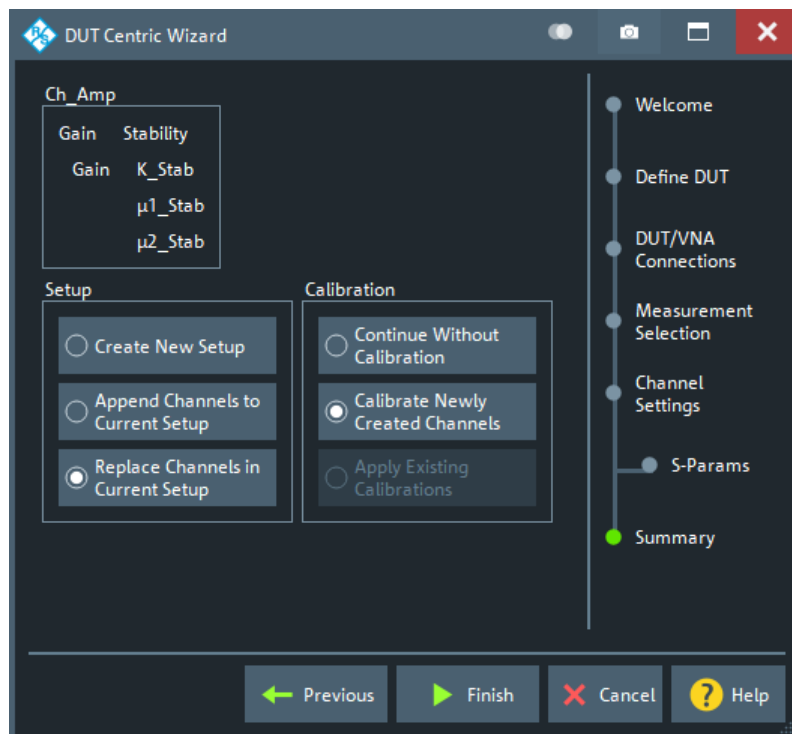 R&S DUT Centric Wizard
Ch_Amp
Gain Stability
Gain K_Stab
µ1_Stab
µ2_Stab
Setup
Create New Setup
Append Channels to
Current Setup
Replace Channels in
Current Setup
Calibration
Continue Without
Calibration
Calibrate Newly
Created Channels
Apply Existing
Calibrations
Welcome
Define DUT
DUT/VNA
Connections
Measurement
Selection
Channel
Settings
S-Params
Summary
Previous
Finish
Cancel
? Help